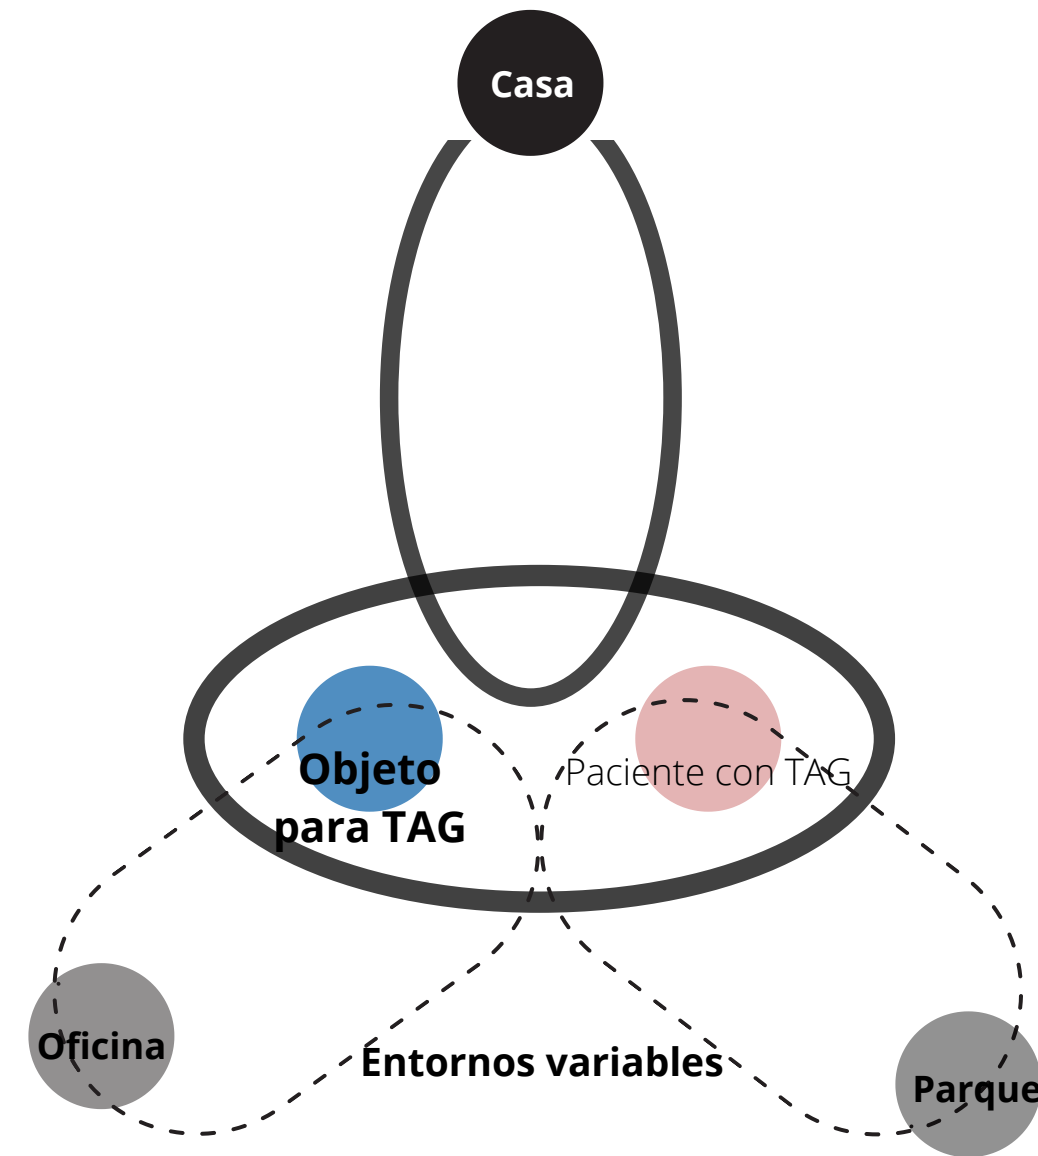 Casa
Objeto
para TAG
Paciente con TAG
Oficina
Entornos variables
Parque